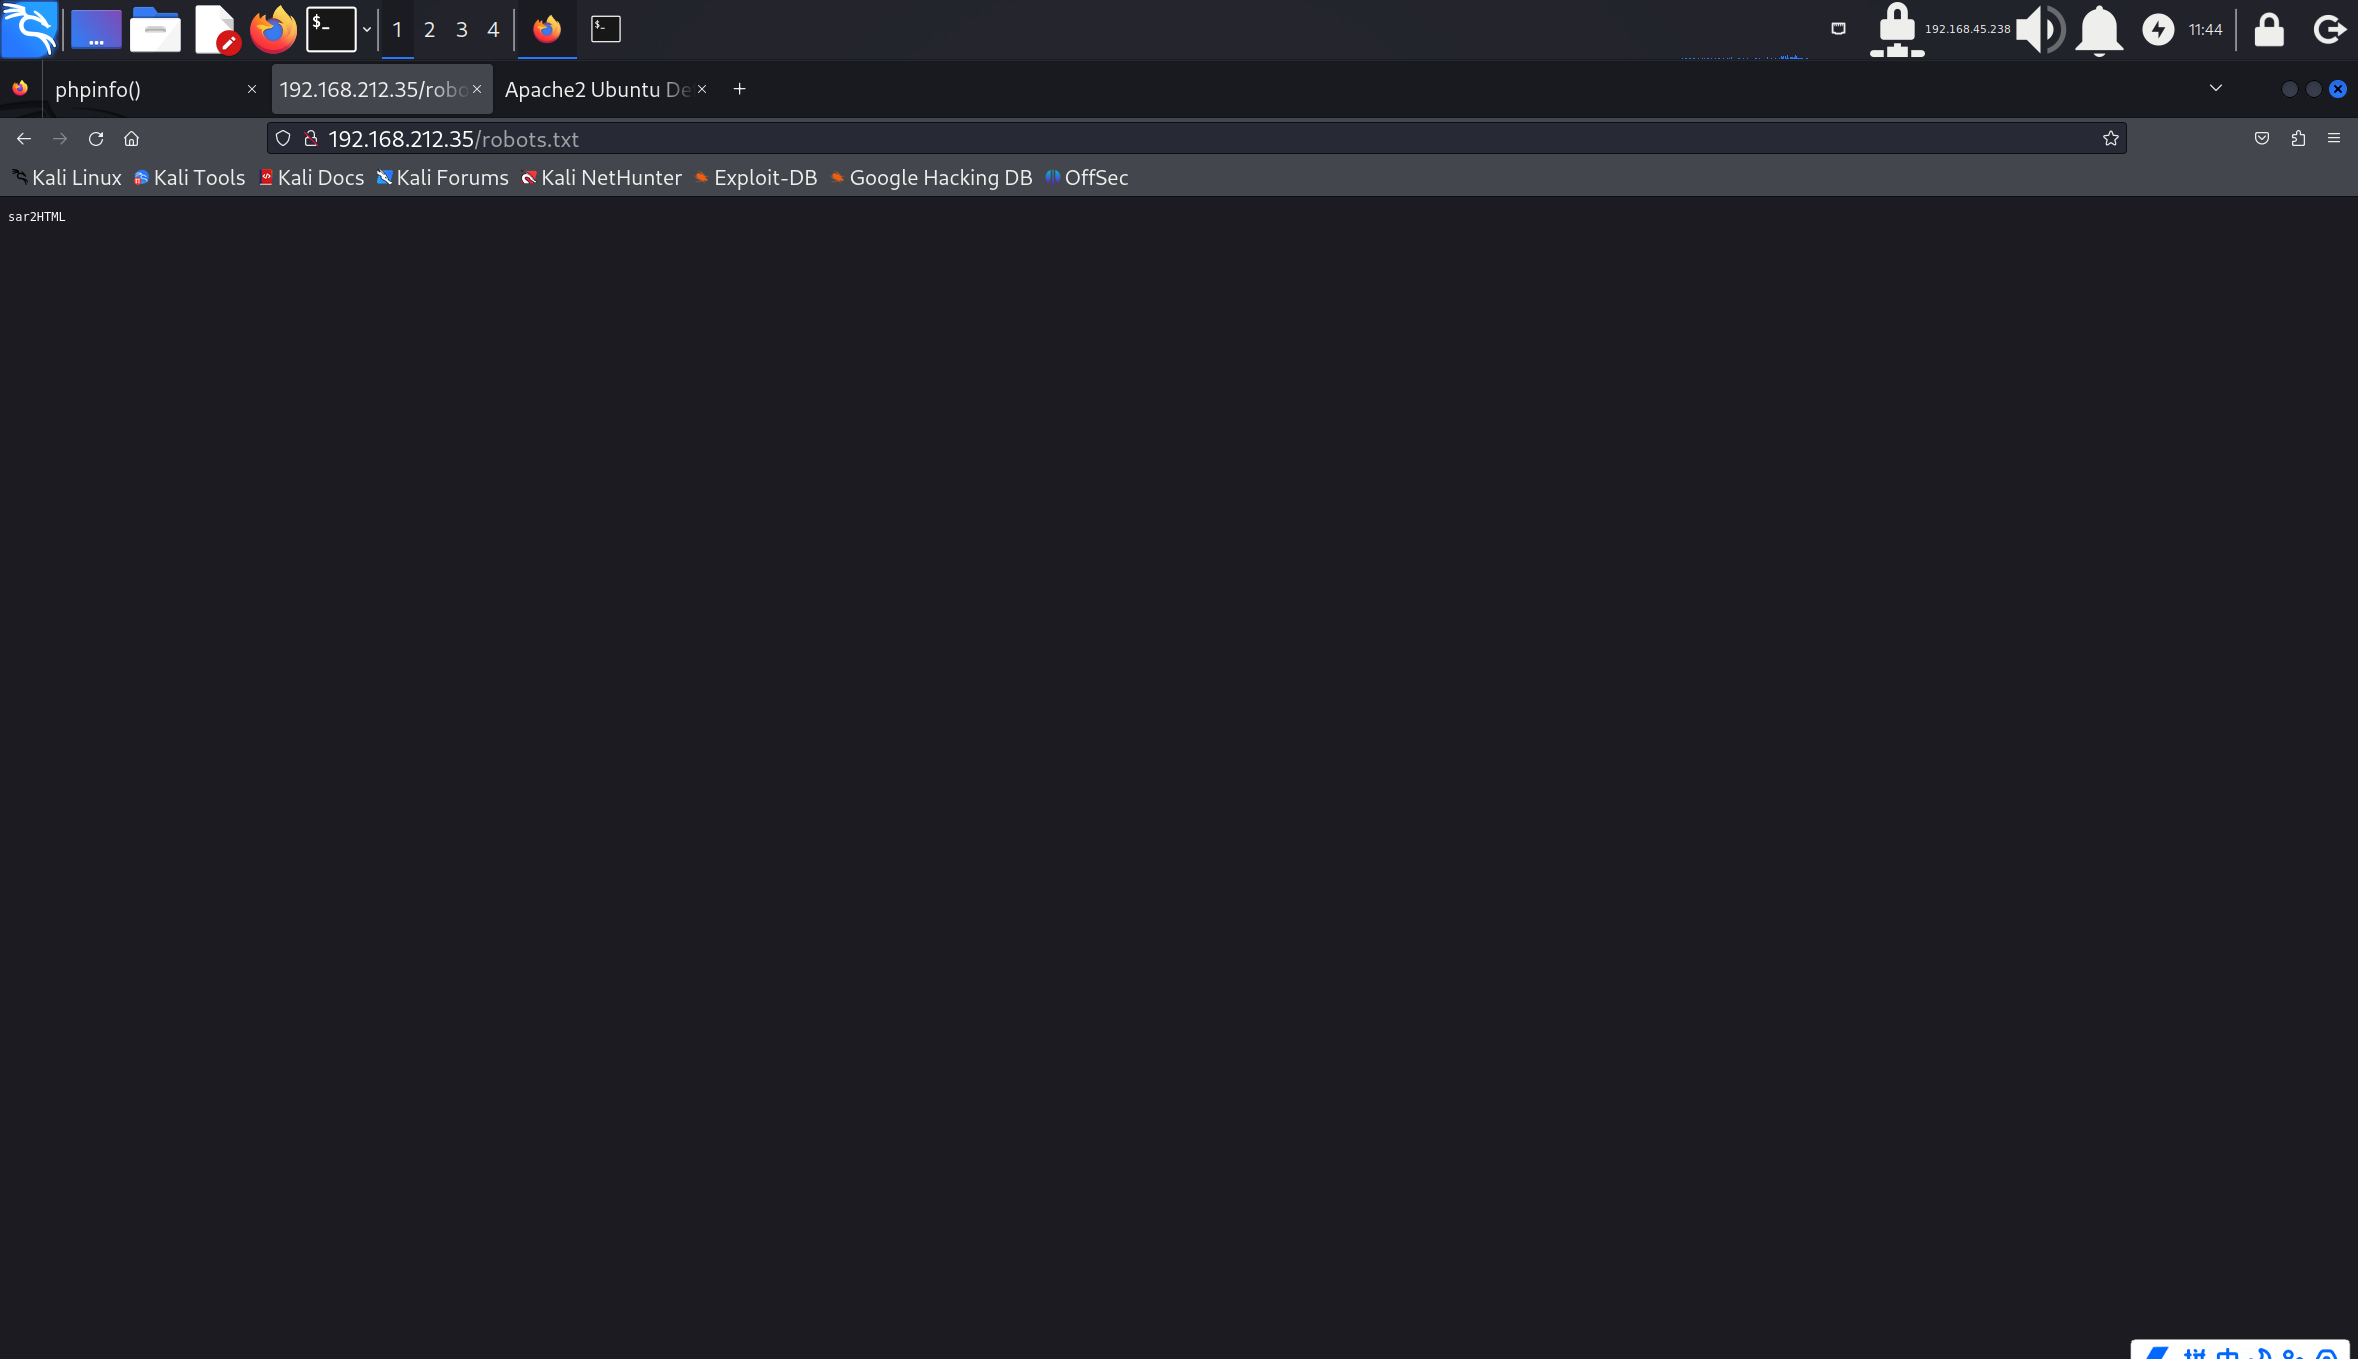 $-
1 2 3 4
$-
192.168.45.238
11:44
phpinfo()
192.168.212.35/robo
Apache2 Ubuntu De
192.168.212.35/robots.txt
Kali Linux Kali Tools Kali Docs Kali Forums Kali NetHunter Exploit-DB Google Hacking DB OffSec
sar2HTML
拼 中